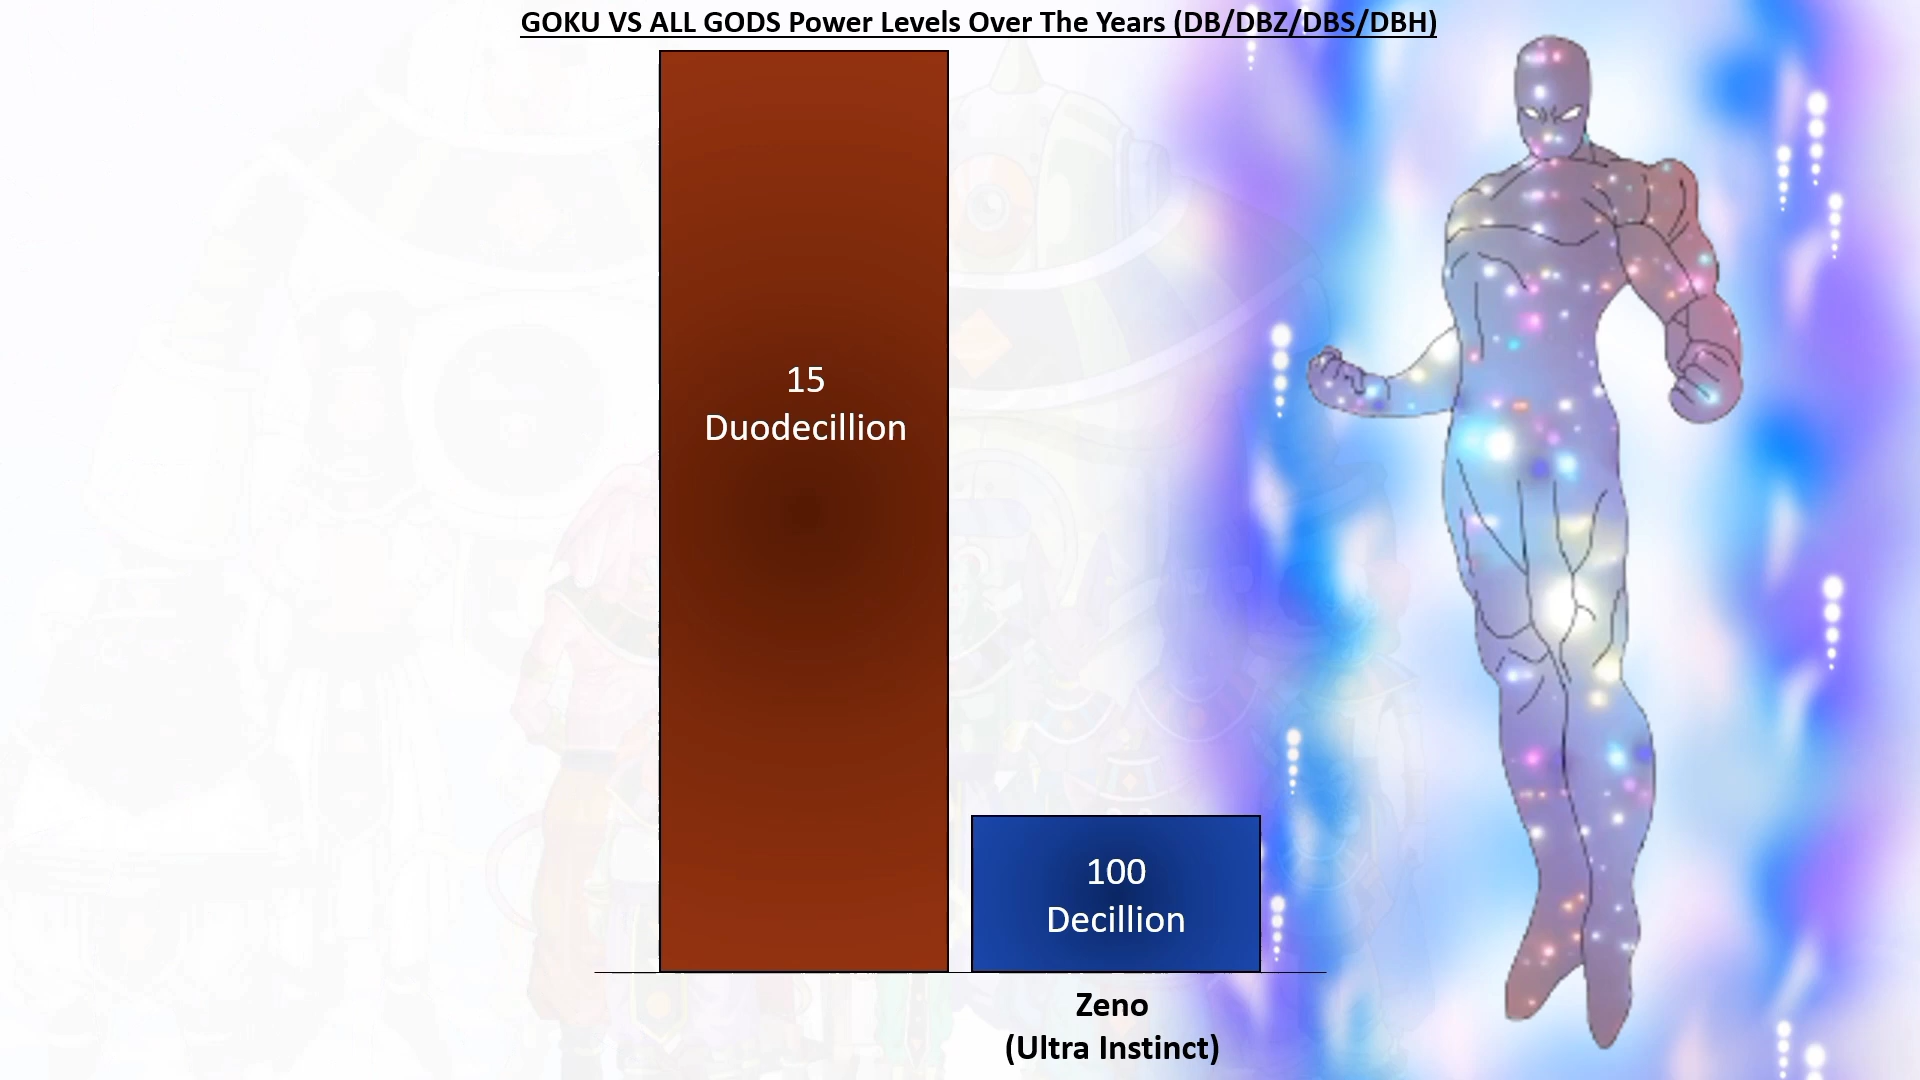 GOKU VS ALL GODS Power Levels Over The Years (DB/DBZ/DBS/DBH)
15
Duodecillion
100
Decillion
Zeno
(Ultra Instinct)